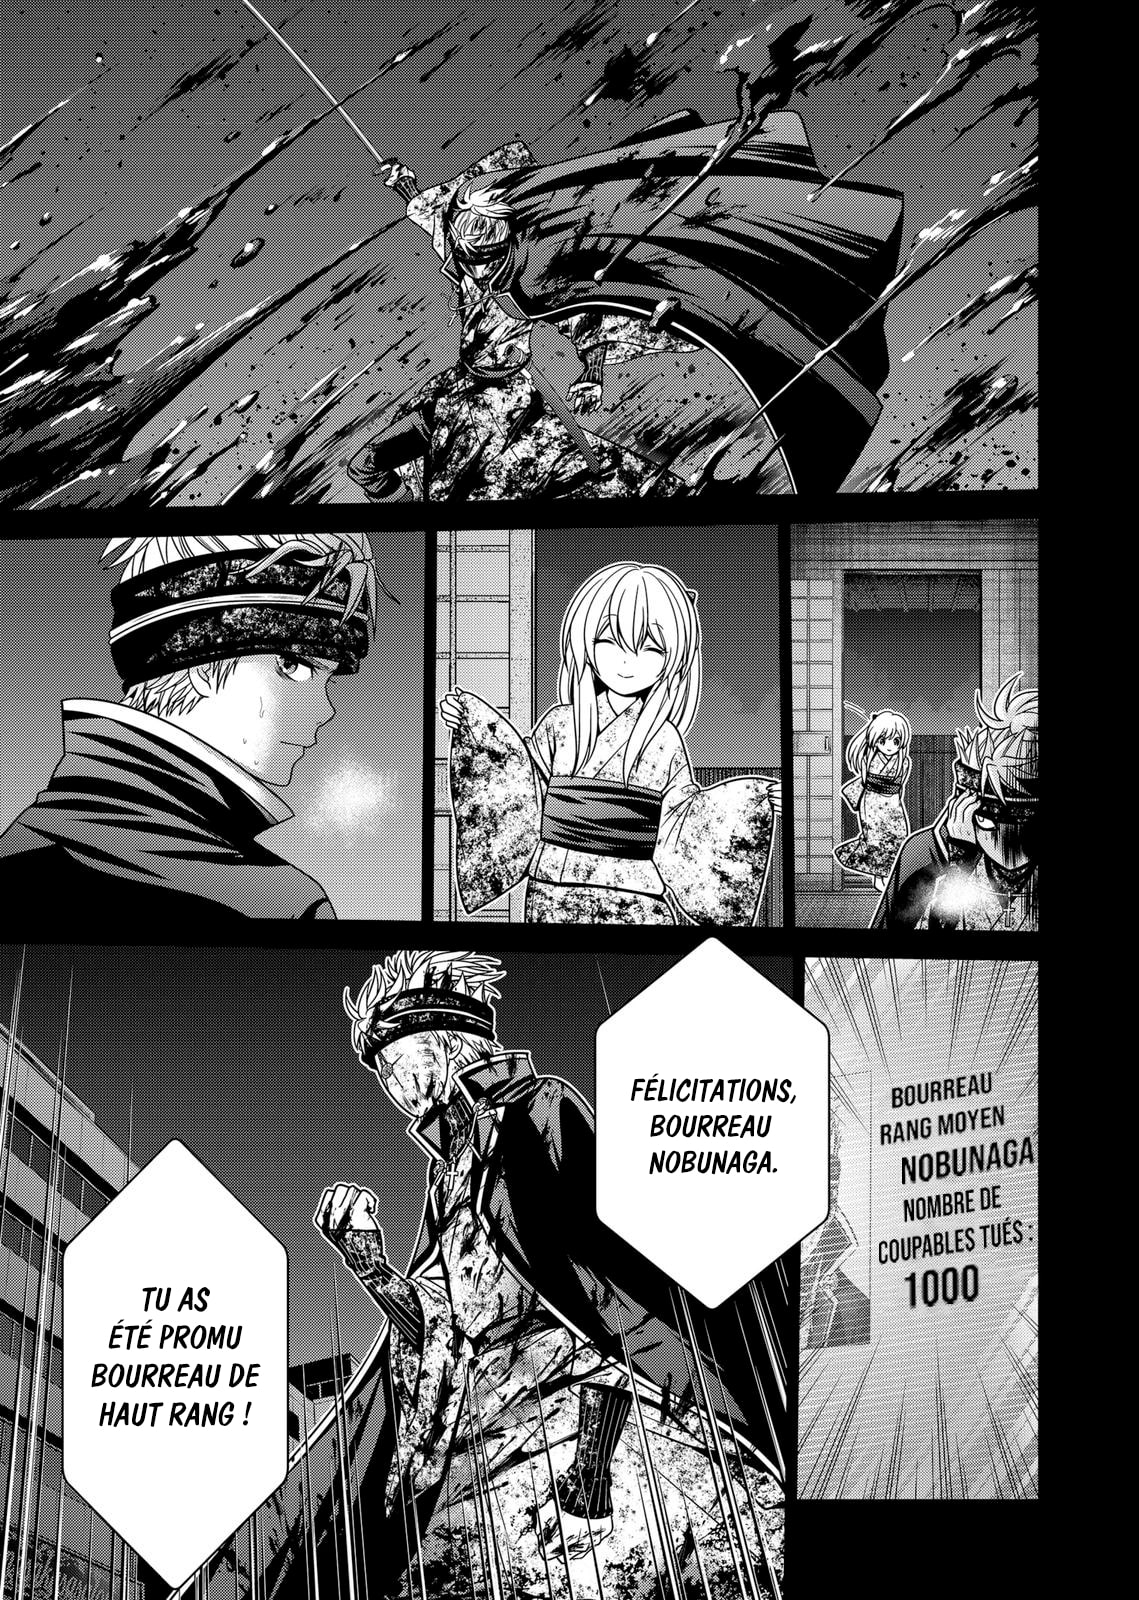 BOURREAU
RANG MOYEN
NOBUNAGA
NOMBRE DE
COUPABLES TUÉS :
1000
FÉLICITATIONS,
BOURREAU
NOBUNAGA.
TU AS
ÉTÉ PROMU
BOURREAU DE
HAUT RANG !